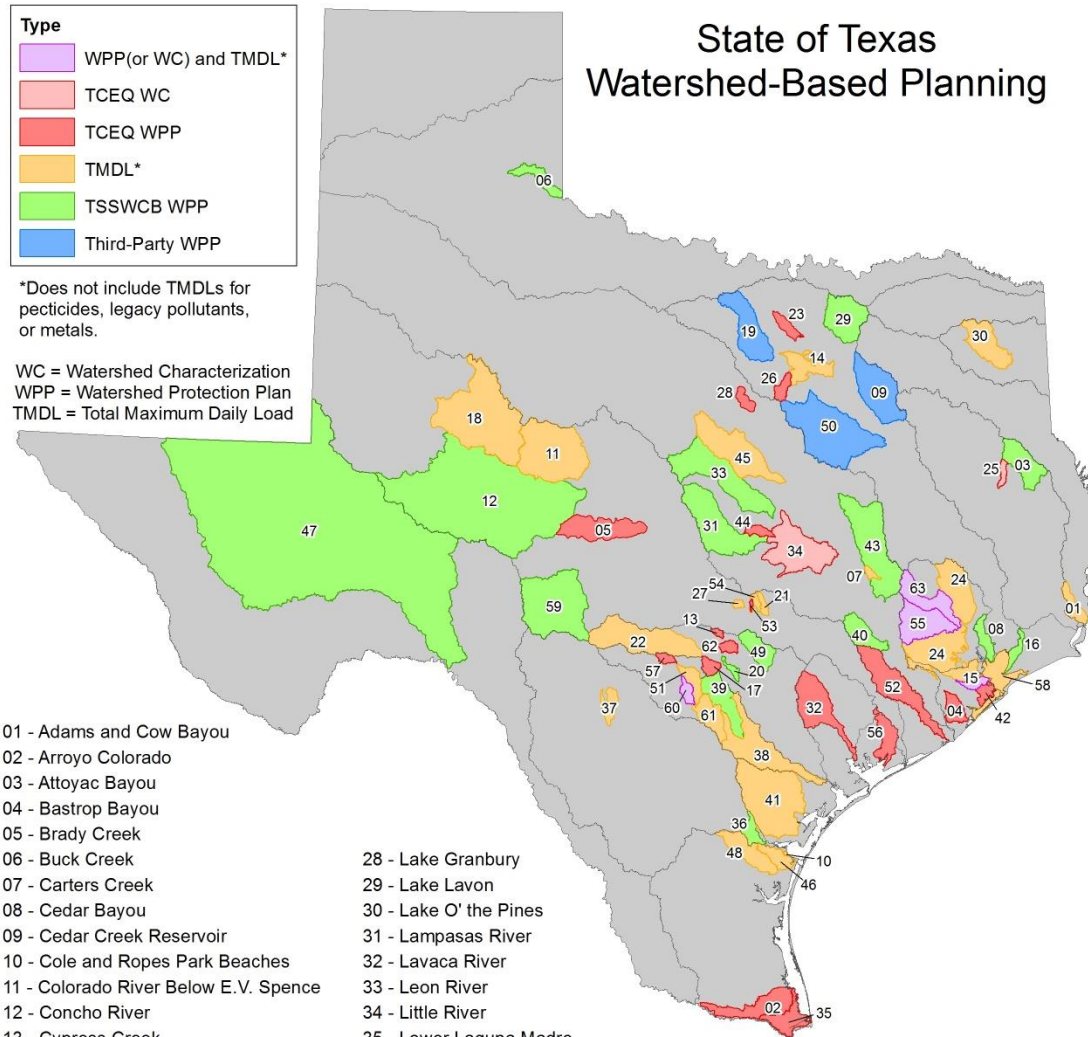 State of Texas
Watershed-Based Planning
Type
WPP(or WC) and TMDL*
TCEQ WC
TCEQ WPP
TMDL*
TSSWCB WPP
Third-Party WPP
*Does not include TMDLs for
pecticides, legacy pollutants,
or metals.
WC = Watershed Characterization
WPP = Watershed Protection Plan
TMDL = Total Maximum Daily Load
06
23
29
19
30
14
26
28
09
18
50
11
45
33
25
03
12
31
44
47
05
34
43
07
24
54
63
27
21
01
53
59
55
13
40
08
16
22
62
49
20
57
24
51
17
15
58
39
60
52
37
32
04
42
61
56
38
41
36
48
10
46
02
35
01 - Adams and Cow Bayou
02 - Arroyo Colorado
03 - Attoyac Bayou
04 - Bastrop Bayou
05 - Brady Creek
06 - Buck Creek
07 - Carters Creek
08 - Cedar Bayou
09 - Cedar Creek Reservoir
10 - Cole and Ropes Park Beaches
11 - Colorado River Below E.V. Spence
12 - Concho River
28 - Lake Granbury
29 - Lake Lavon
30 - Lake O' the Pines
31 - Lampasas River
32 - Lavaca River
33 - Leon River
34 - Little River